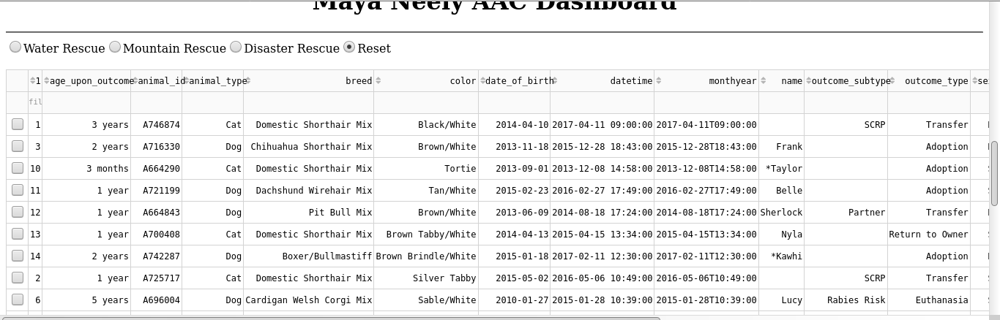 Maya Neely AAC Dashboard
Water Rescue Mountain Rescue Disaster Rescue Reset
1 age_upon_outcome animal_id animal_type breed color date_of_birth datetime monthyear name outcome_subtype outcome_type se
fil
1 3 years A746874 Cat Domestic Shorthair Mix Black/White 2014-04-10 2017-04-11 09:00:00 2017-04-11T09:00:00 SCRP Transfer
3 2 years A716330 Dog Chihuahua Shorthair Mix Brown/White 2013-11-18 2015-12-28 18:43:00 2015-12-28T18:43:00 Frank Adoption
10 3 months A664290 Cat Domestic Shorthair Mix Tortie 2013-09-01 2013-12-08 14:58:00 2013-12-08T14:58:00 *Taylor Adoption
11 1 year A721199 Dog Dachshund Wirehair Mix Tan/White 2015-02-23 2016-02-27 17:49:00 2016-02-27T17:49:00 Belle Adoption
12 1 year A664843 Dog Pit Bull Mix Brown/White 2013-06-09 2014-08-18 17:24:00 2014-08-18T17:24:00 Sherlock Partner Transfer
13 1 year A700408 Cat Domestic Shorthair Mix Brown Tabby/White 2014-04-13 2015-04-15 13:34:00 2015-04-15T13:34:00 Nyla Return to Owner
14 2 years A742287 Dog Boxer/Bullmastiff Brown Brindle/White 2015-01-18 2017-02-11 12:30:00 2017-02-11T12:30:00 *Kawhi Adoption
2 1 year A725717 Cat Domestic Shorthair Mix Silver Tabby 2015-05-02 2016-05-06 10:49:00 2016-05-06T10:49:00 SCRP Transfer
6 5 years A696004 Dog Cardigan Welsh Corgi Mix Sable/White 2010-01-27 2015-01-28 10:39:00 2015-01-28T10:39:00 Lucy Rabies Risk Euthanasia